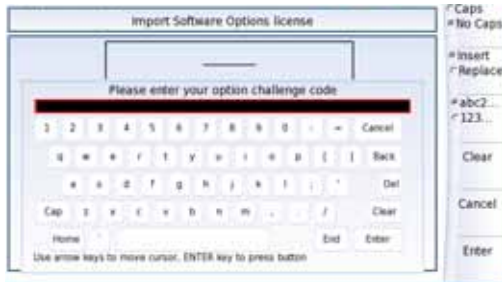 Import Software Options license
Please enter your option challenge code
1 2 3 4 5 6 7 8 9 0 - = Cancel
q w e r t y u i o p [ ] Back
a s d f g h j k l ; ' Del
Cap z x c v b n m , . / Clear
Home ` End Enter
Use arrow keys to move cursor. ENTER key to press button
Caps
No Caps
Insert
Replace
abc2...
123...
Clear
Cancel
Enter